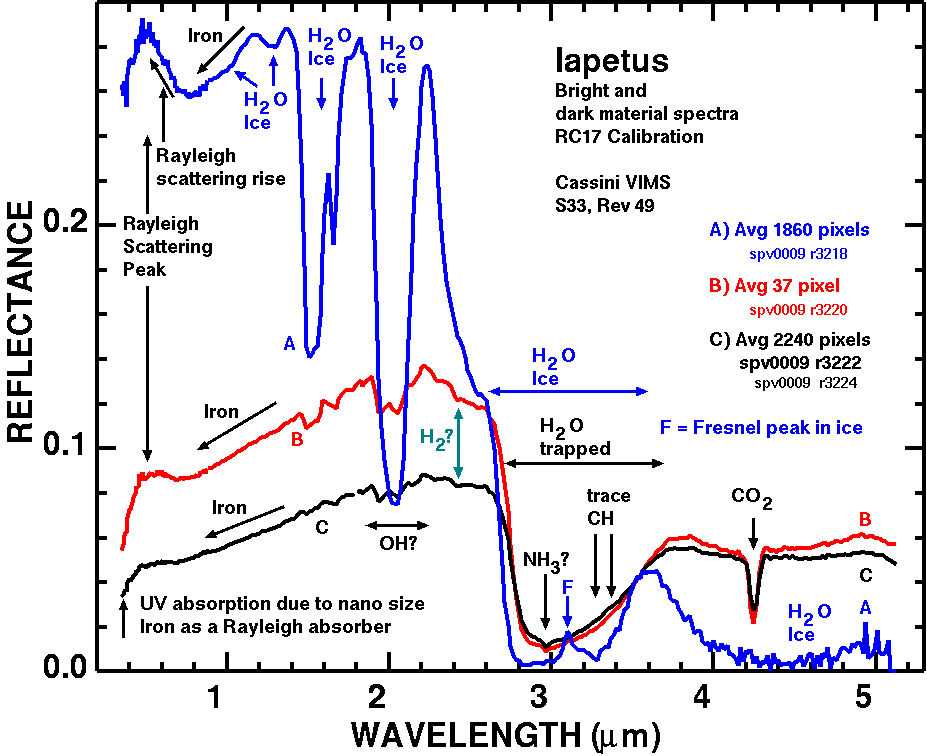 Iapetus
Bright and
dark material spectra
RC17 Calibration
Cassini VIMS
S33, Rev 49
A) Avg 1860 pixels
spv0009 r3218
B) Avg 37 pixel
spv0009 r3220
C) Avg 2240 pixels
spv0009 r3222
spv0009 r3224
F = Fresnel peak in ice
Iron
H2O
Ice
H2O
Ice
H2O
Ice
Rayleigh
scattering rise
Rayleigh
Scattering
Peak
A
H2O
Ice
H2O
trapped
Iron
B
H2?
Iron
C
OH?
trace
CH
NH3?
F
CO2
B
C
H2O
Ice
A
UV absorption due to nano size
Iron as a Rayleigh absorber
REFLECTANCE
0.2
0.1
0.0
1 2 3 4 5
WAVELENGTH (μm)